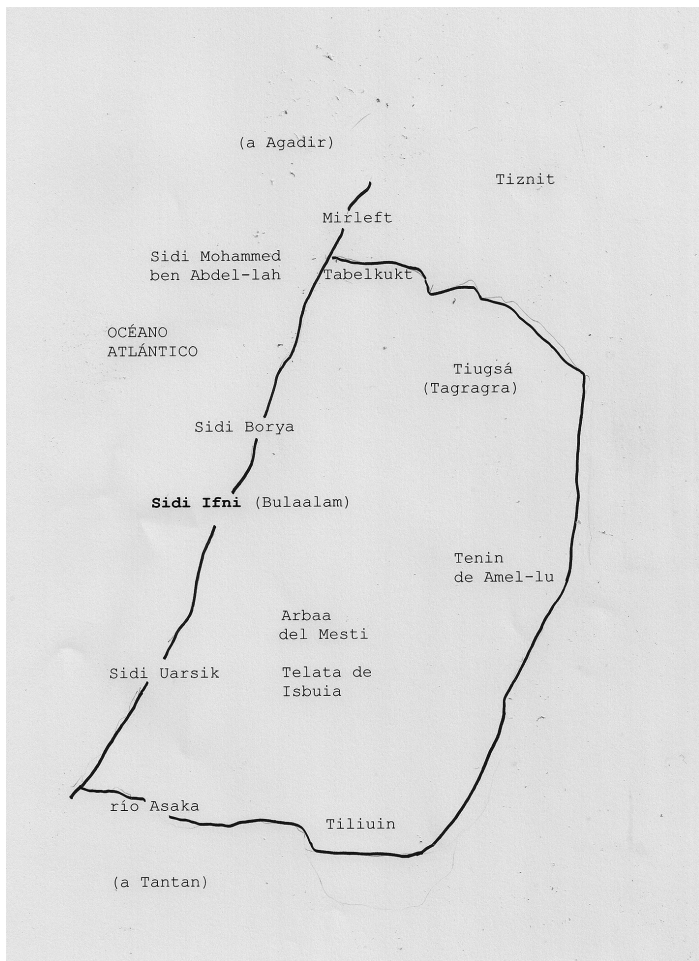 (a Agadir)
Tiznit
Mirleft
Sidi Mohammed
ben Abdel-lah
Tabelkukt
OCÉANO
ATLÁNTICO
Tiugsá
(Tagragra)
Sidi Borya
Sidi Ifni (Bulaalam)
Tenin
de Amel-lu
Arbaa
del Mesti
Sidi Uarsik
Telata de
Isbuia
río Asaka
Tiliuin
(a Tantan)